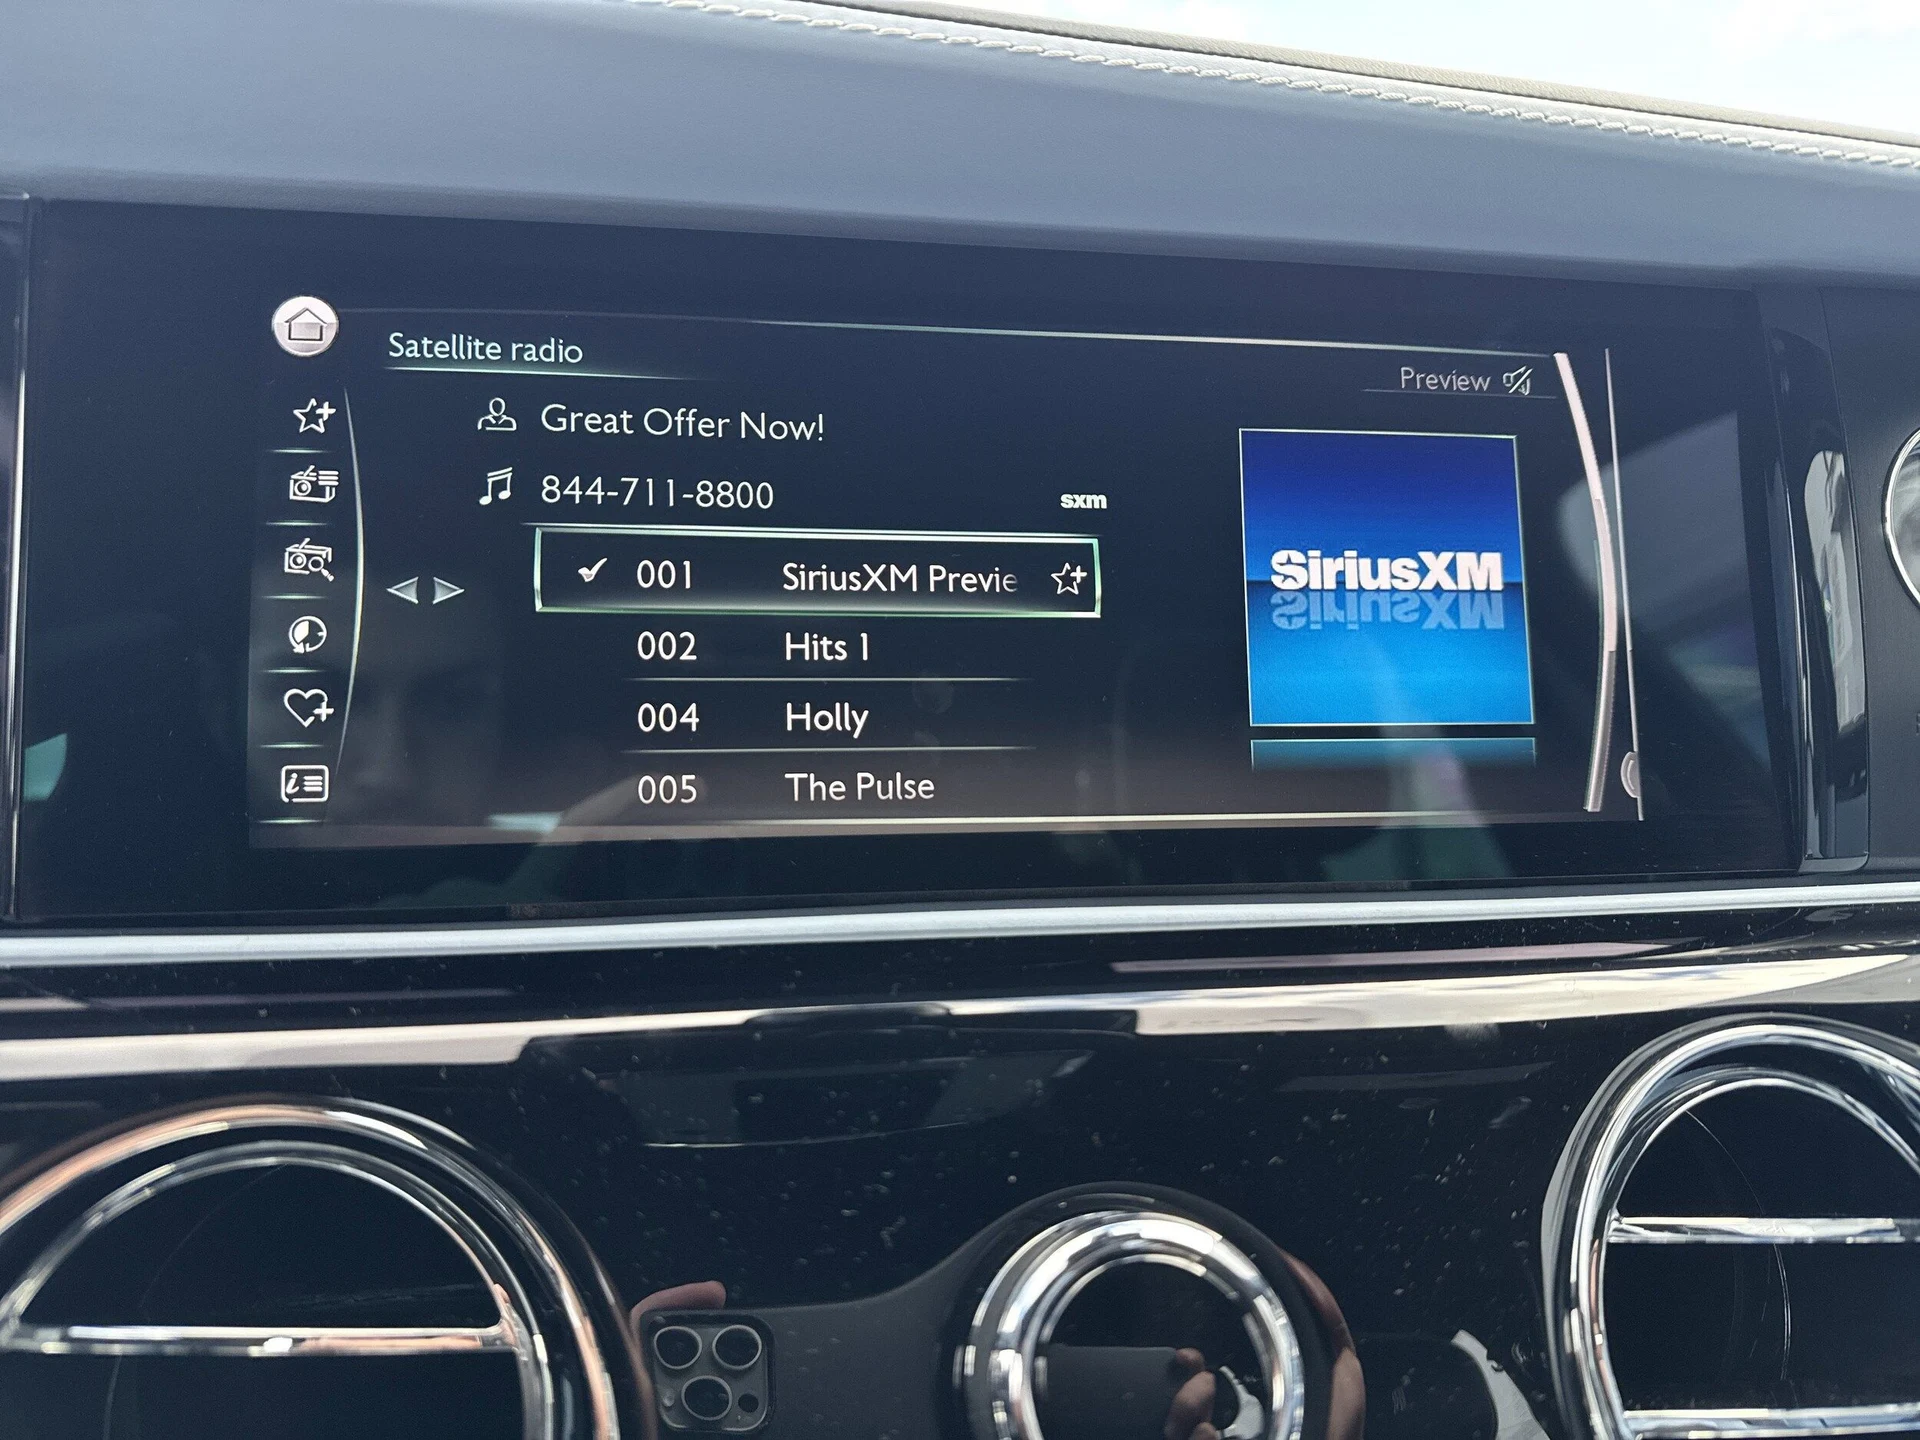 Satellite radio
Preview
Great Offer Now!
844-711-8800
sxm
001 SiriusXM Previe
002 Hits 1
004 Holly
005 The Pulse
SiriusXM